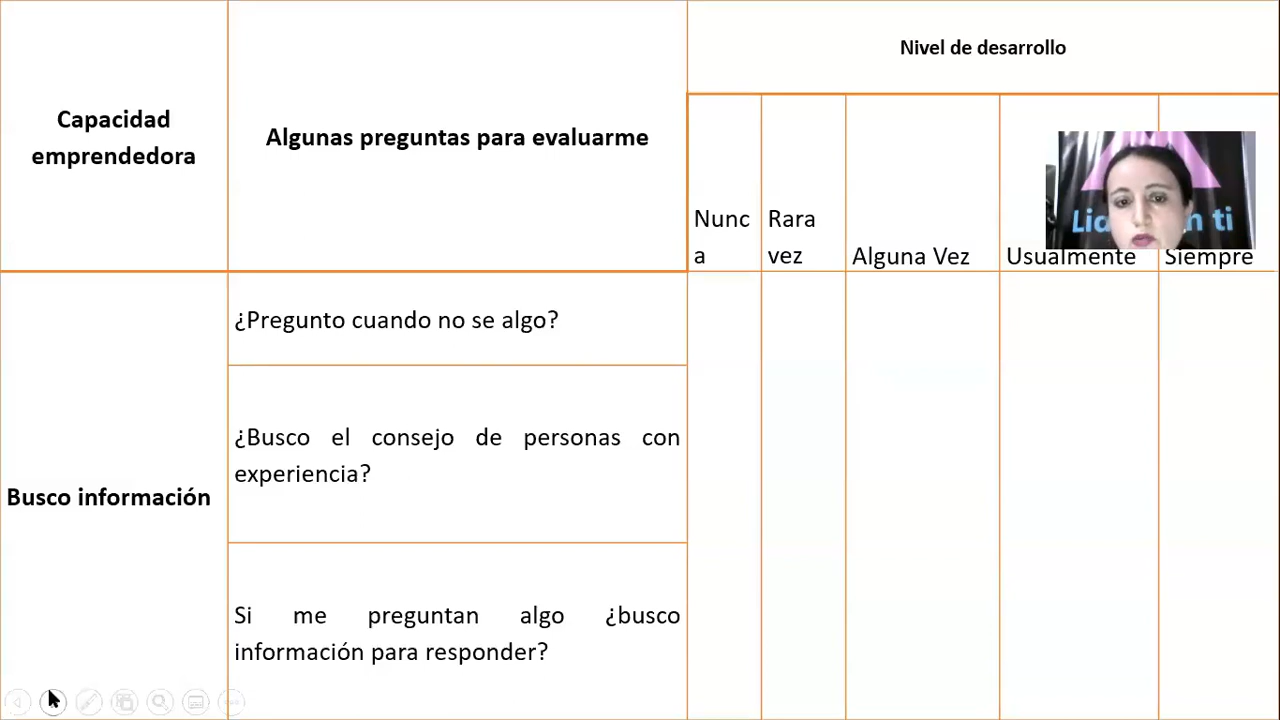 Nivel de desarrollo
Capacidad
emprendedora
Algunas preguntas para evaluarme
Nunc
a
Rara
vez
Alguna Vez
Usualmente
Siempre
¿Pregunto cuando no se algo?
¿Busco el consejo de personas con
experiencia?
Busco información
Si me preguntan algo ¿busco
información para responder?